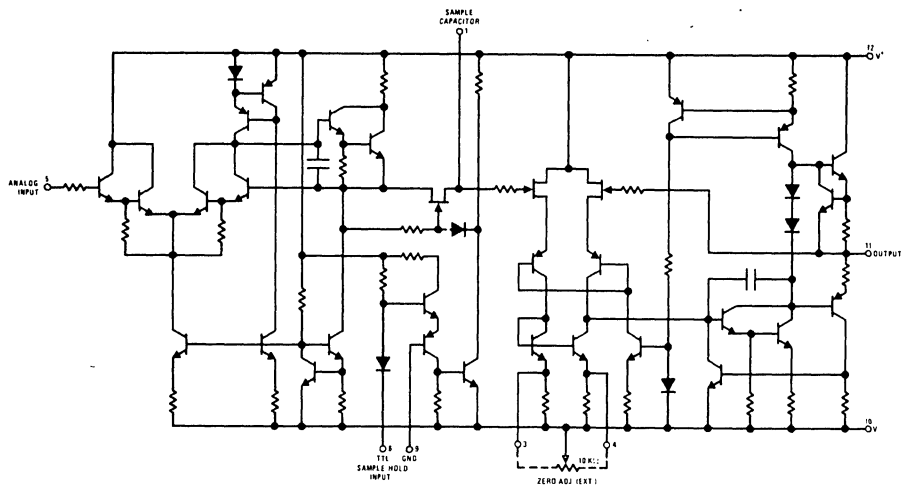 SAMPLE
CAPACITOR
1
12
V+
ANALOG
INPUT
5
11
OUTPUT
10
V
8
TTL
9
GND
SAMPLE HOLD
INPUT
3
4
10 KΩ
ZERO ADJ (EXT)